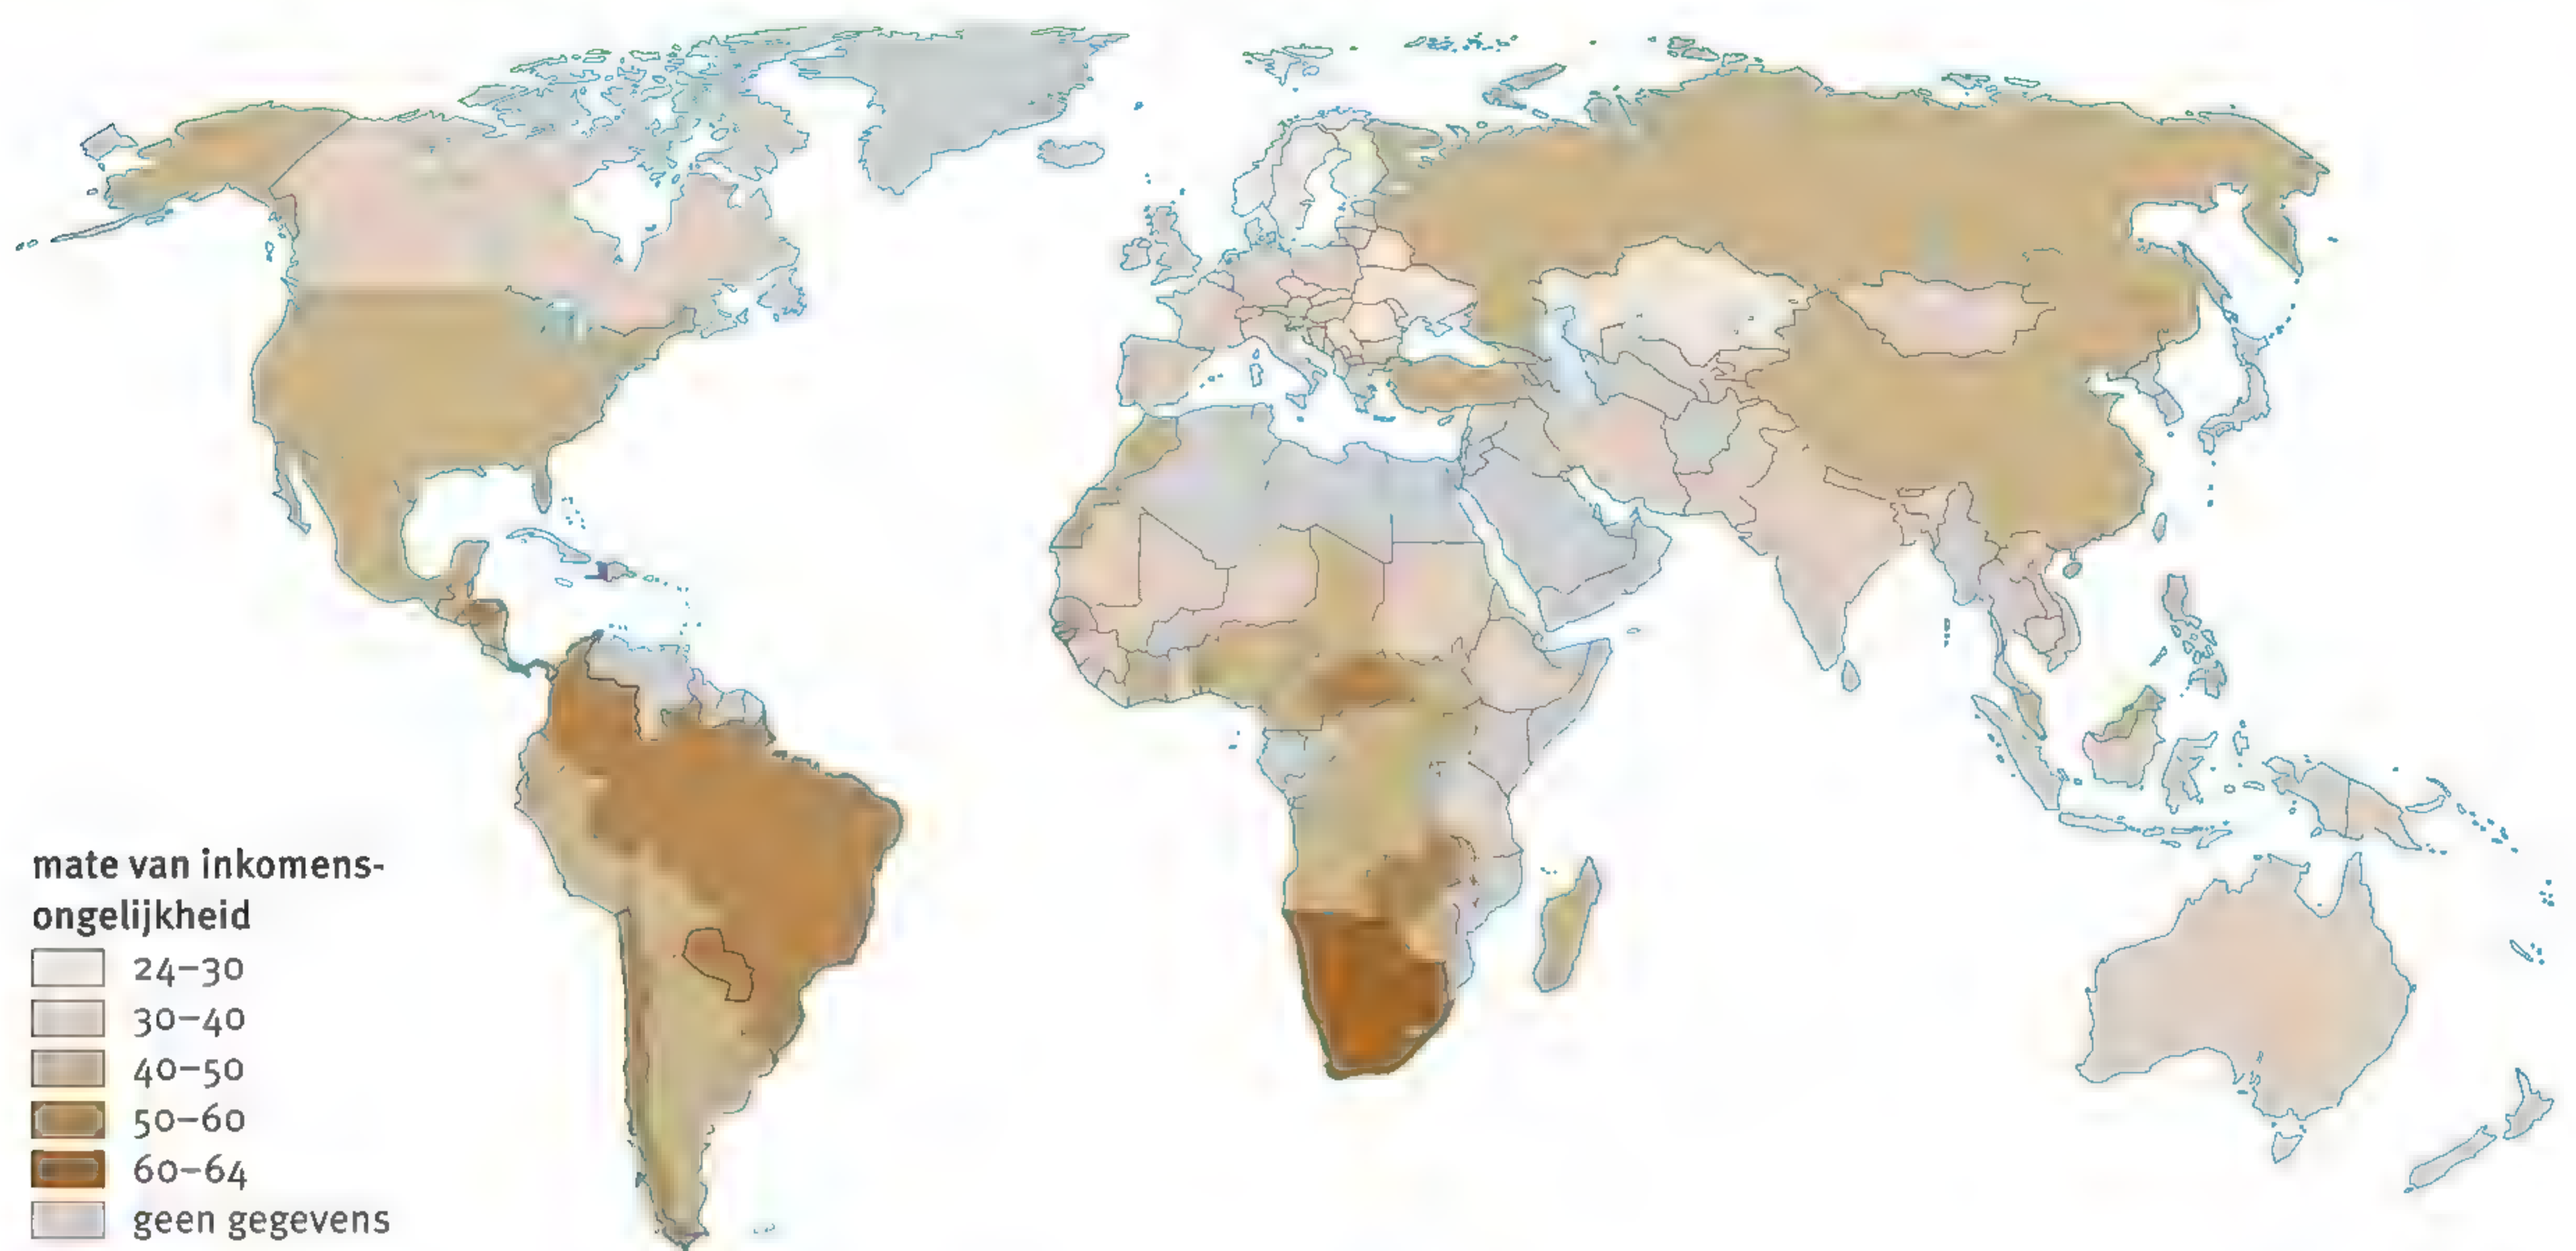 mate van inkomens-
ongelijkheid
24–30
30–40
40–50
50–60
60–64
geen gegevens